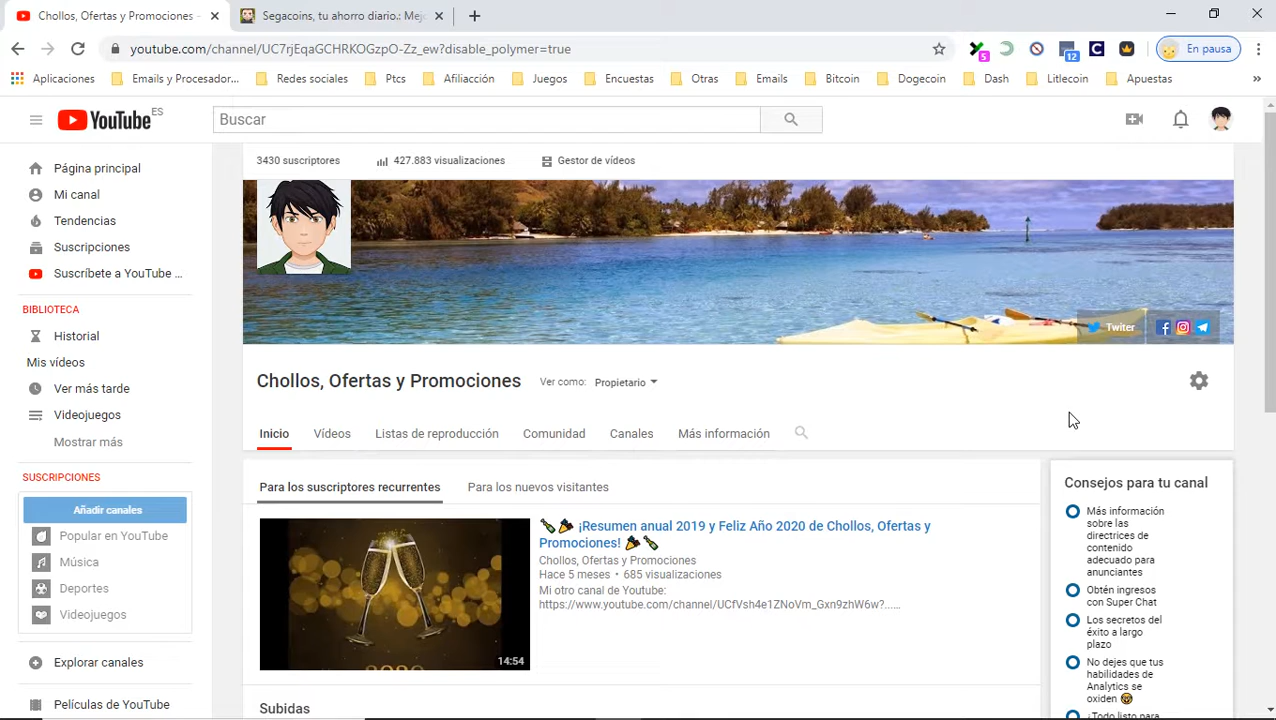 Chollos, Ofertas y Promociones -
Segacoins, tu ahorro diario.: Mejo
youtube.com/channel/UC7rjEqaGCHRKOGzpO-Zz_ew?disable_polymer=true
5
12
En pausa
Aplicaciones
Emails y Procesador...
Redes sociales
Ptcs
Afiliacción
Juegos
Encuestas
Otras
Emails
Bitcoin
Dogecoin
Dash
Litlecoin
Apuestas
»
YouTube ES
Buscar
Página principal
Mi canal
Tendencias
Suscripciones
Suscríbete a YouTube ...
BIBLIOTECA
Historial
Mis vídeos
Ver más tarde
Videojuegos
Mostrar más
SUSCRIPCIONES
Añadir canales
Popular en YouTube
Música
Deportes
Videojuegos
Explorar canales
Películas de YouTube
3430 suscriptores
427.883 visualizaciones
Gestor de vídeos
Twiter
Chollos, Ofertas y Promociones
Ver como: Propietario
Inicio
Vídeos
Listas de reproducción
Comunidad
Canales
Más información
Para los suscriptores recurrentes
Para los nuevos visitantes
2020
14:54
🍾🎉 ¡Resumen anual 2019 y Feliz Año 2020 de Chollos, Ofertas y
Promociones! 🎉🍾
Chollos, Ofertas y Promociones
Hace 5 meses • 685 visualizaciones
Mi otro canal de Youtube:
https://www.youtube.com/channel/UCfVsh4e1ZNoVm_Gxn9zhW6w?......
Subidas
Consejos para tu canal
Más información
sobre las
directrices de
contenido
adecuado para
anunciantes
Obtén ingresos
con Super Chat
Los secretos del
éxito a largo
plazo
No dejes que tus
habilidades de
Analytics se
oxiden 🤓
¿Todo listo para